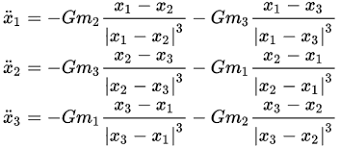 ẍ₁ = −Gm₂ (x₁ − x₂)/|x₁ − x₂|³ − Gm₃ (x₁ − x₃)/|x₁ − x₃|³
ẍ₂ = −Gm₃ (x₂ − x₃)/|x₂ − x₃|³ − Gm₁ (x₂ − x₁)/|x₂ − x₁|³
ẍ₃ = −Gm₁ (x₃ − x₁)/|x₃ − x₁|³ − Gm₂ (x₃ − x₂)/|x₃ − x₂|³